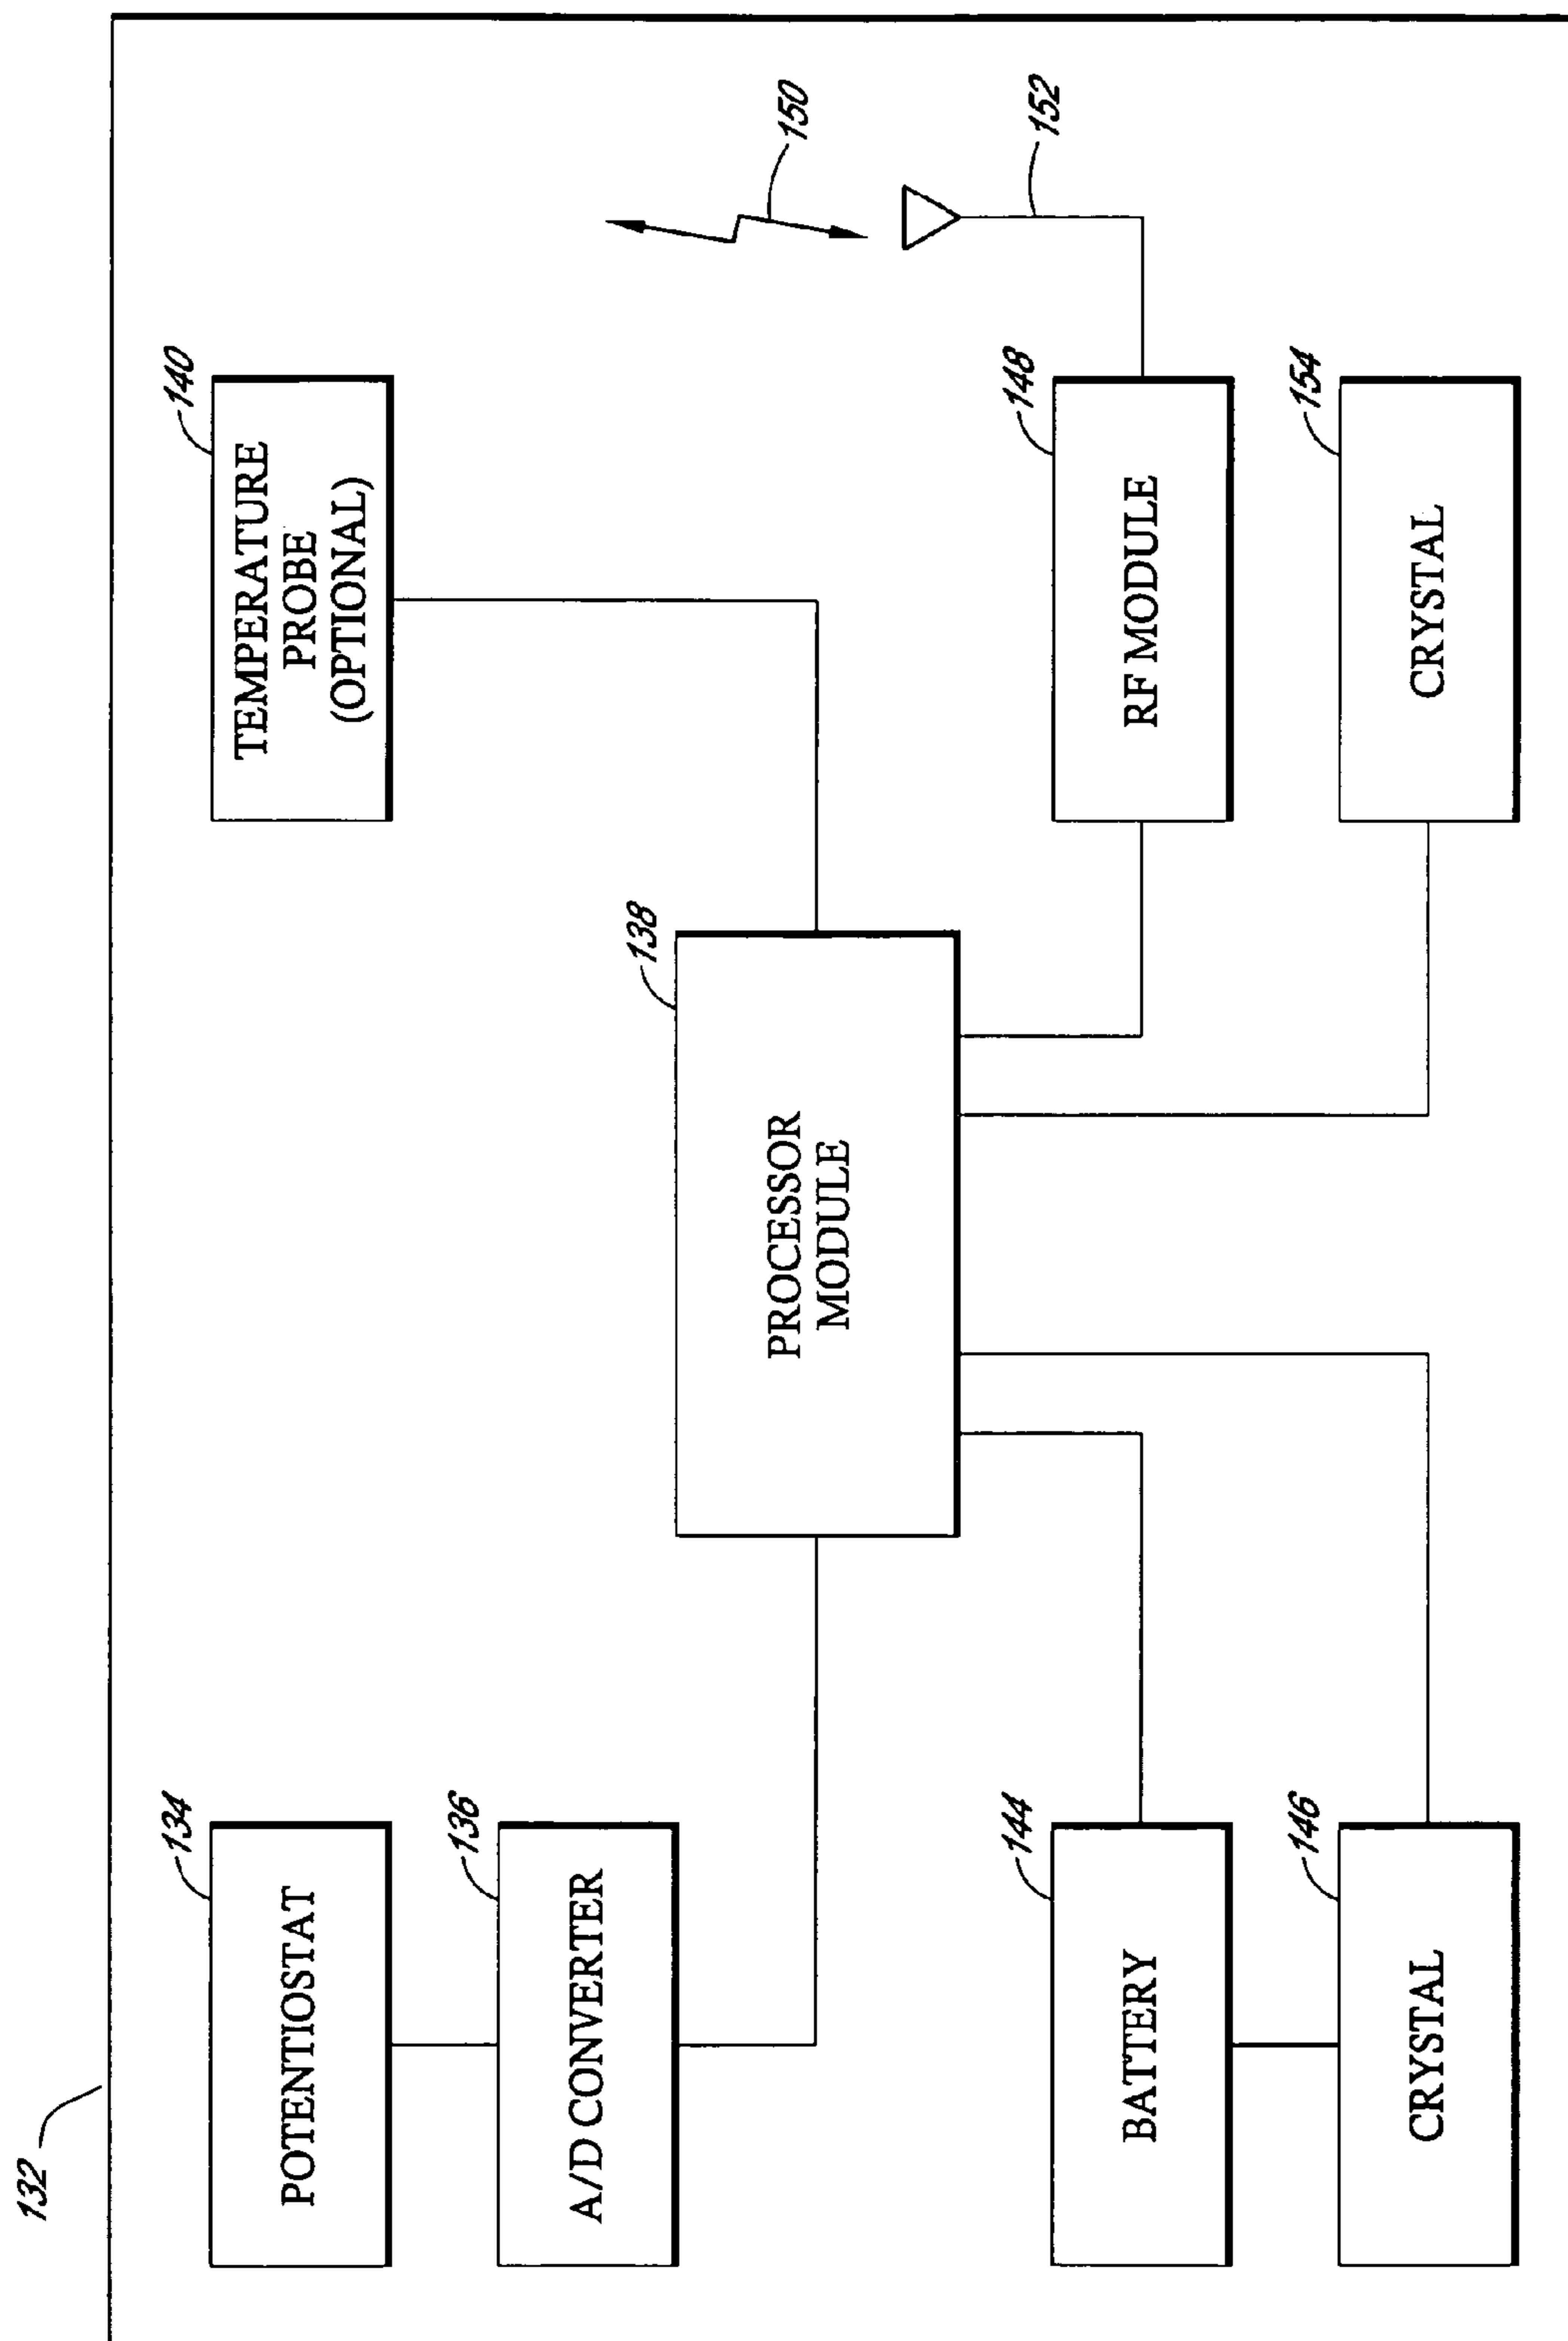 132
134
POTENTIOSTAT
140
TEMPERATURE
PROBE
(OPTIONAL)
136
A/D CONVERTER
138
PROCESSOR
MODULE
150
152
144
BATTERY
148
RF MODULE
146
CRYSTAL
154
CRYSTAL